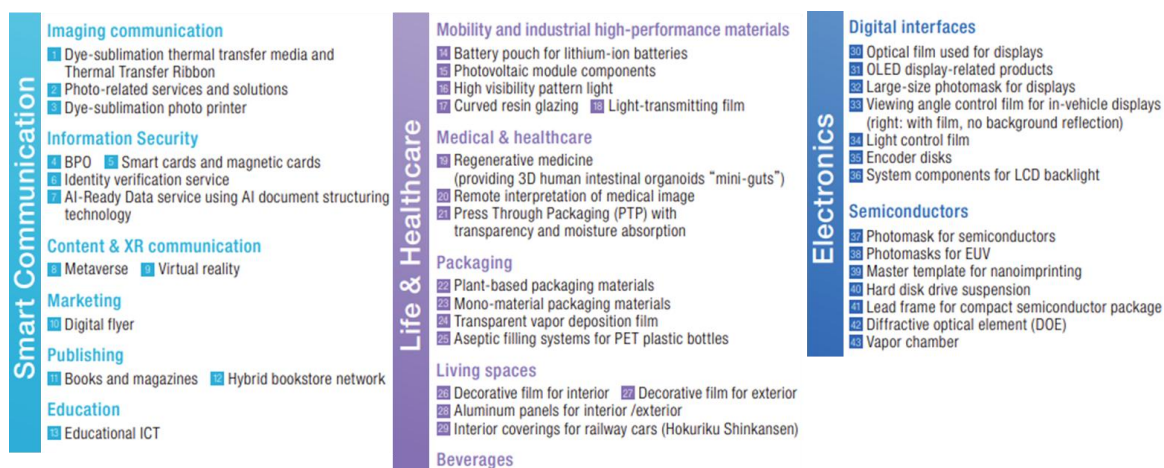 Smart Communication
Imaging communication
1 Dye-sublimation thermal transfer media and
Thermal Transfer Ribbon
2 Photo-related services and solutions
3 Dye-sublimation photo printer
Information Security
4 BPO 5 Smart cards and magnetic cards
6 Identity verification service
7 AI-Ready Data service using AI document structuring
technology
Content & XR communication
8 Metaverse 9 Virtual reality
Marketing
10 Digital flyer
Publishing
11 Books and magazines 12 Hybrid bookstore network
Education
13 Educational ICT
Life & Healthcare
Mobility and industrial high-performance materials
14 Battery pouch for lithium-ion batteries
15 Photovoltaic module components
16 High visibility pattern light
17 Curved resin glazing 18 Light-transmitting film
Medical & healthcare
19 Regenerative medicine
(providing 3D human intestinal organoids “mini-guts”)
20 Remote interpretation of medical image
21 Press Through Packaging (PTP) with
transparency and moisture absorption
Packaging
22 Plant-based packaging materials
23 Mono-material packaging materials
24 Transparent vapor deposition film
25 Aseptic filling systems for PET plastic bottles
Living spaces
26 Decorative film for interior 27 Decorative film for exterior
28 Aluminum panels for interior /exterior
29 Interior coverings for railway cars (Hokuriku Shinkansen)
Beverages
Electronics
Digital interfaces
30 Optical film used for displays
31 OLED display-related products
32 Large-size photomask for displays
33 Viewing angle control film for in-vehicle displays
(right: with film, no background reflection)
34 Light control film
35 Encoder disks
36 System components for LCD backlight
Semiconductors
37 Photomask for semiconductors
38 Photomasks for EUV
39 Master template for nanoimprinting
40 Hard disk drive suspension
41 Lead frame for compact semiconductor package
42 Diffractive optical element (DOE)
43 Vapor chamber